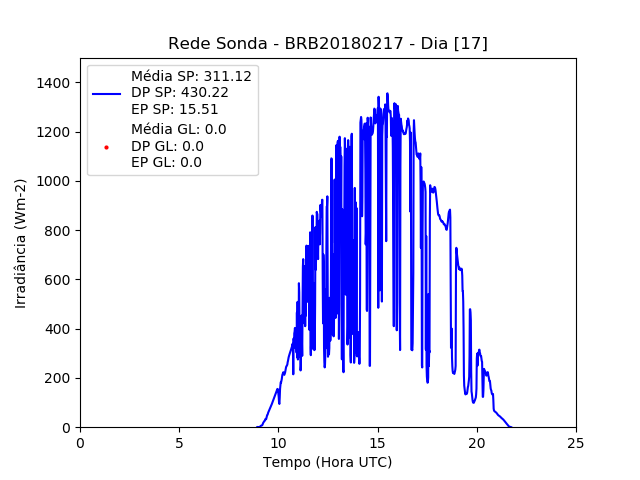 Rede Sonda - BRB20180217 - Dia [17]
Média SP: 311.12
DP SP: 430.22
EP SP: 15.51
Média GL: 0.0
DP GL: 0.0
EP GL: 0.0
Irradiância (Wm-2)
1400
1200
1000
800
600
400
200
0
0 5 10 15 20 25
Tempo (Hora UTC)